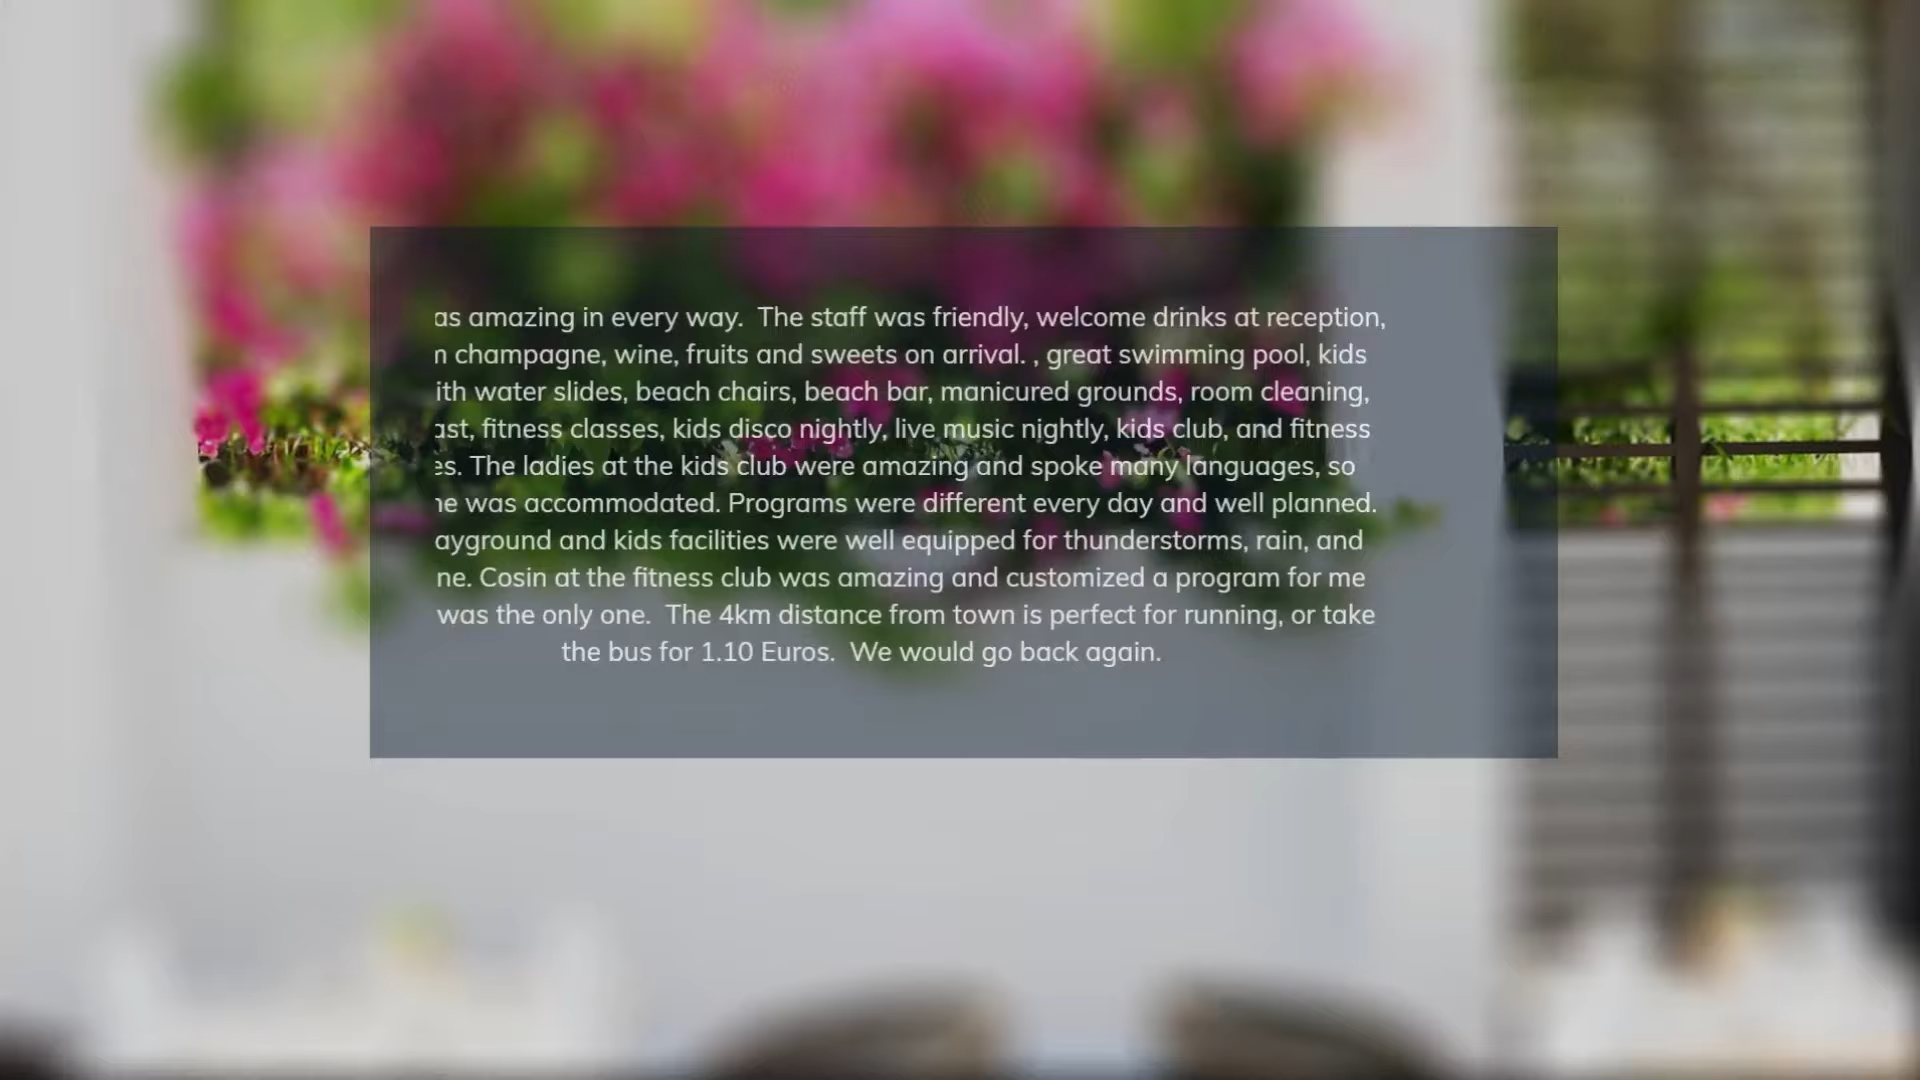 as amazing in every way.  The staff was friendly, welcome drinks at reception,
n champagne, wine, fruits and sweets on arrival. , great swimming pool, kids
ith water slides, beach chairs, beach bar, manicured grounds, room cleaning,
ast, fitness classes, kids disco nightly, live music nightly, kids club, and fitness
es. The ladies at the kids club were amazing and spoke many languages, so
ne was accommodated. Programs were different every day and well planned.
ayground and kids facilities were well equipped for thunderstorms, rain, and
ne. Cosin at the fitness club was amazing and customized a program for me
was the only one.  The 4km distance from town is perfect for running, or take
the bus for 1.10 Euros.  We would go back again.